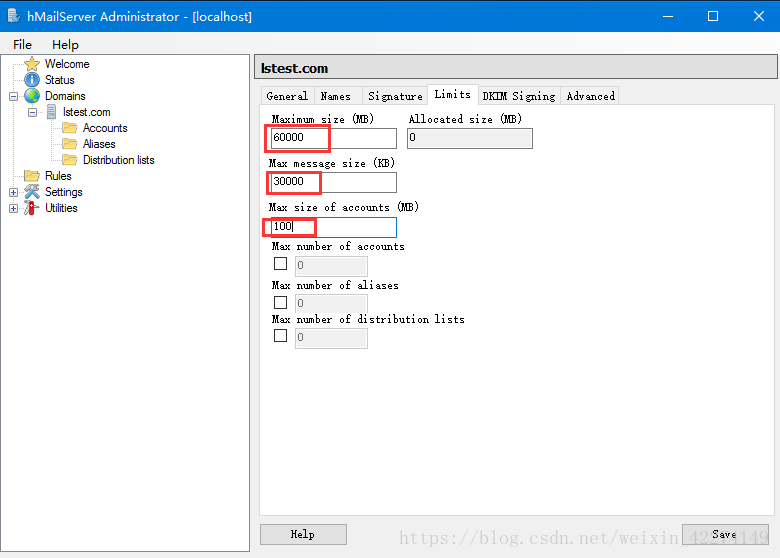 hMailServer Administrator - [localhost]
File Help
Welcome
Status
Domains
lstest.com
Accounts
Aliases
Distribution lists
Rules
Settings
Utilities
lstest.com
General Names Signature Limits DKIM Signing Advanced
Maximum size (MB) Allocated size (MB)
60000 0
Max message size (KB)
30000
Max size of accounts (MB)
100
Max number of accounts
0
Max number of aliases
0
Max number of distribution lists
0
Help Save
https://blog.csdn.net/weixin_42271149